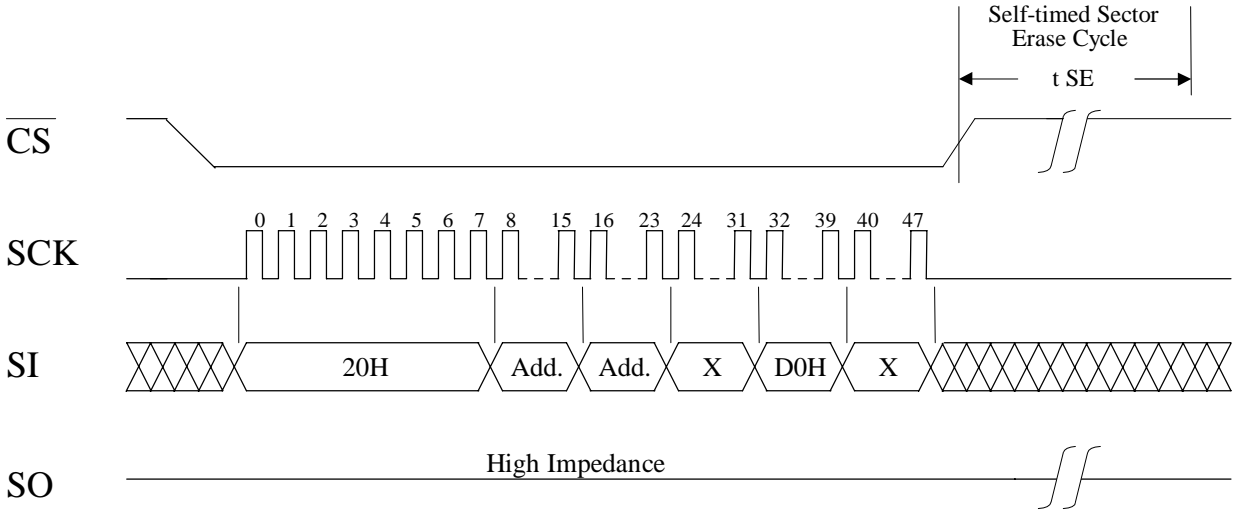 Self-timed Sector
Erase Cycle
t SE
CS
SCK
0 1 2 3 4 5 6 7 8 15 16 23 24 31 32 39 40 47
SI
20H Add. Add. X D0H X
SO
High Impedance